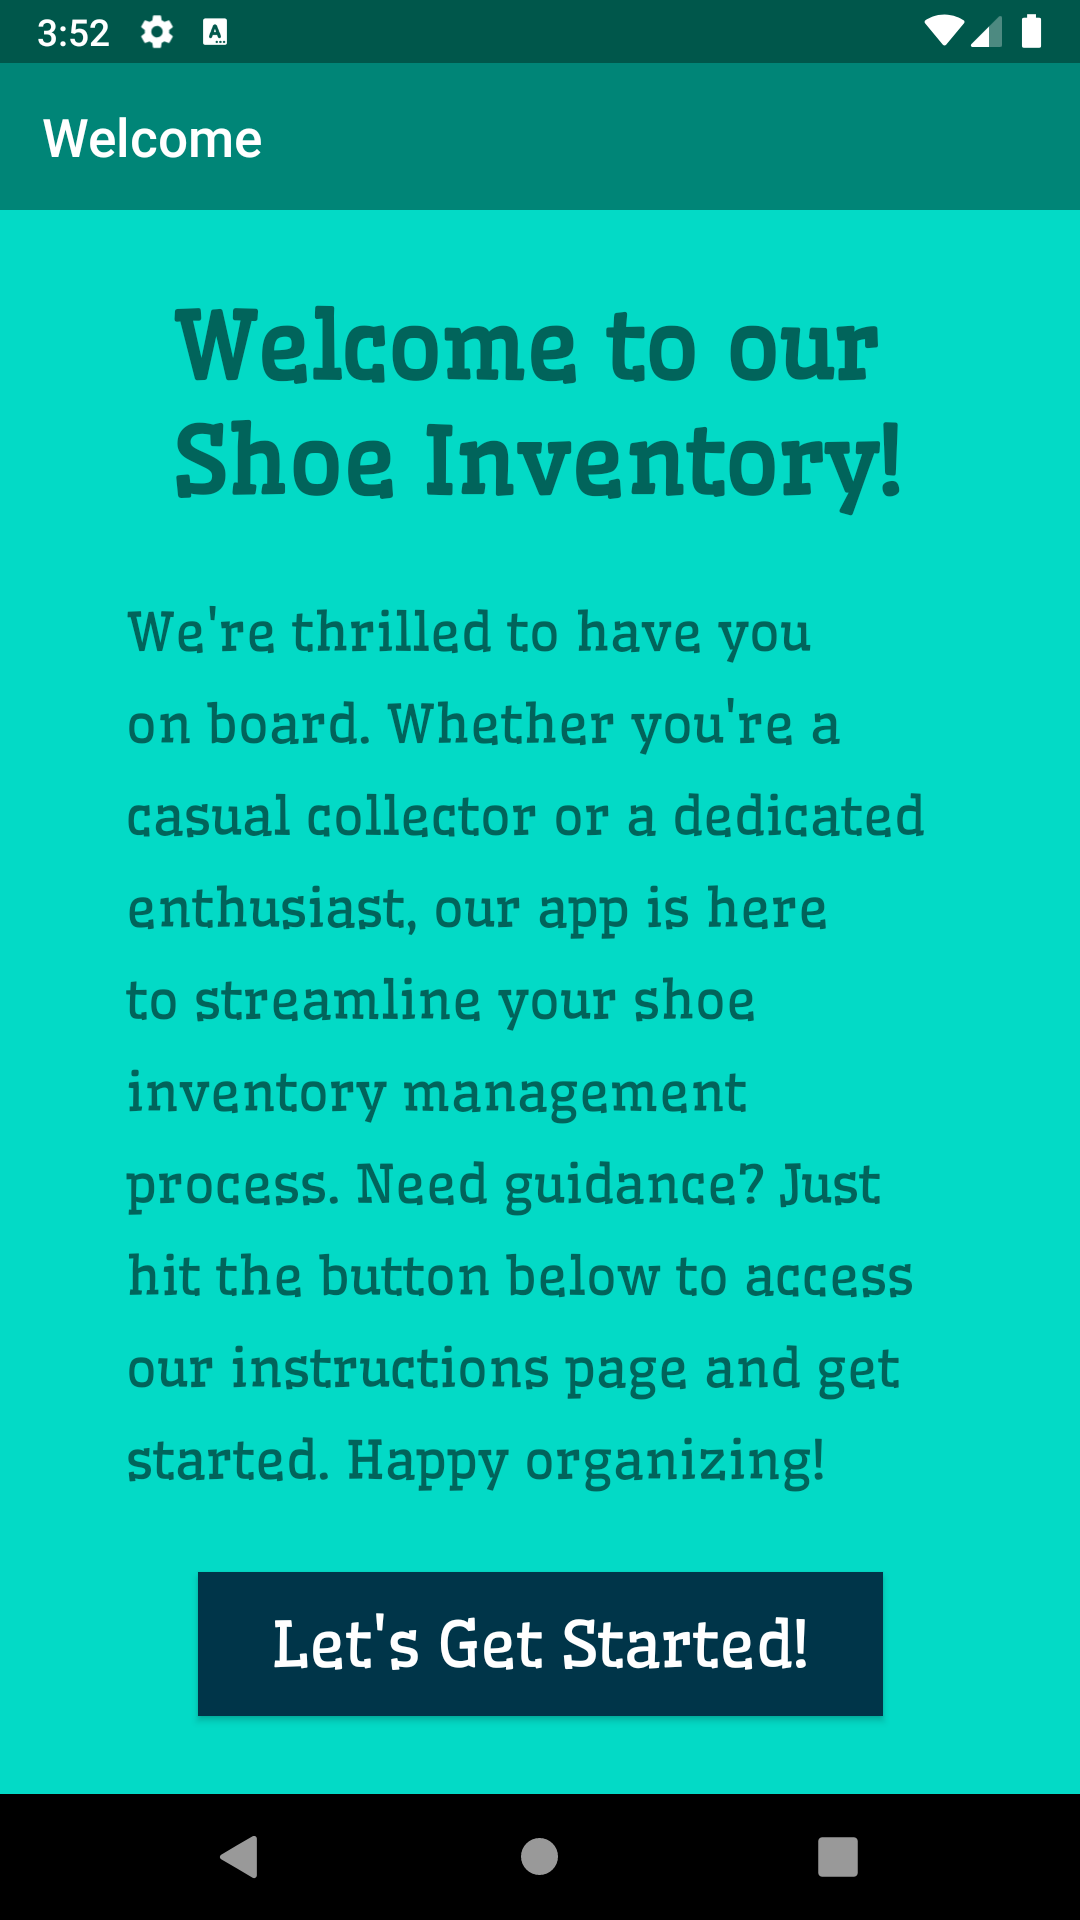 3:52
Welcome
Welcome to our
Shoe Inventory!
We're thrilled to have you
on board. Whether you're a
casual collector or a dedicated
enthusiast, our app is here
to streamline your shoe
inventory management
process. Need guidance? Just
hit the button below to access
our instructions page and get
started. Happy organizing!
Let's Get Started!